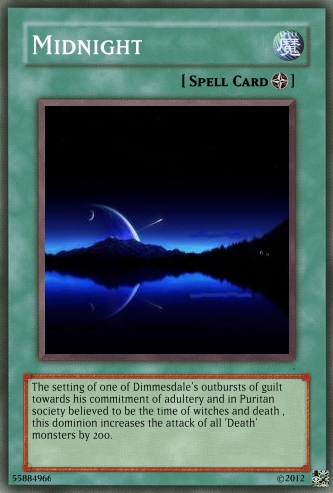 MIDNIGHT
魔
[ SPELL CARD ]
The setting of one of Dimmesdale's outbursts of guilt
towards his commitment of adultery and in Puritan
society believed to be the time of witches and death ,
this dominion increases the attack of all 'Death'
monsters by 200.
55884966
©2012